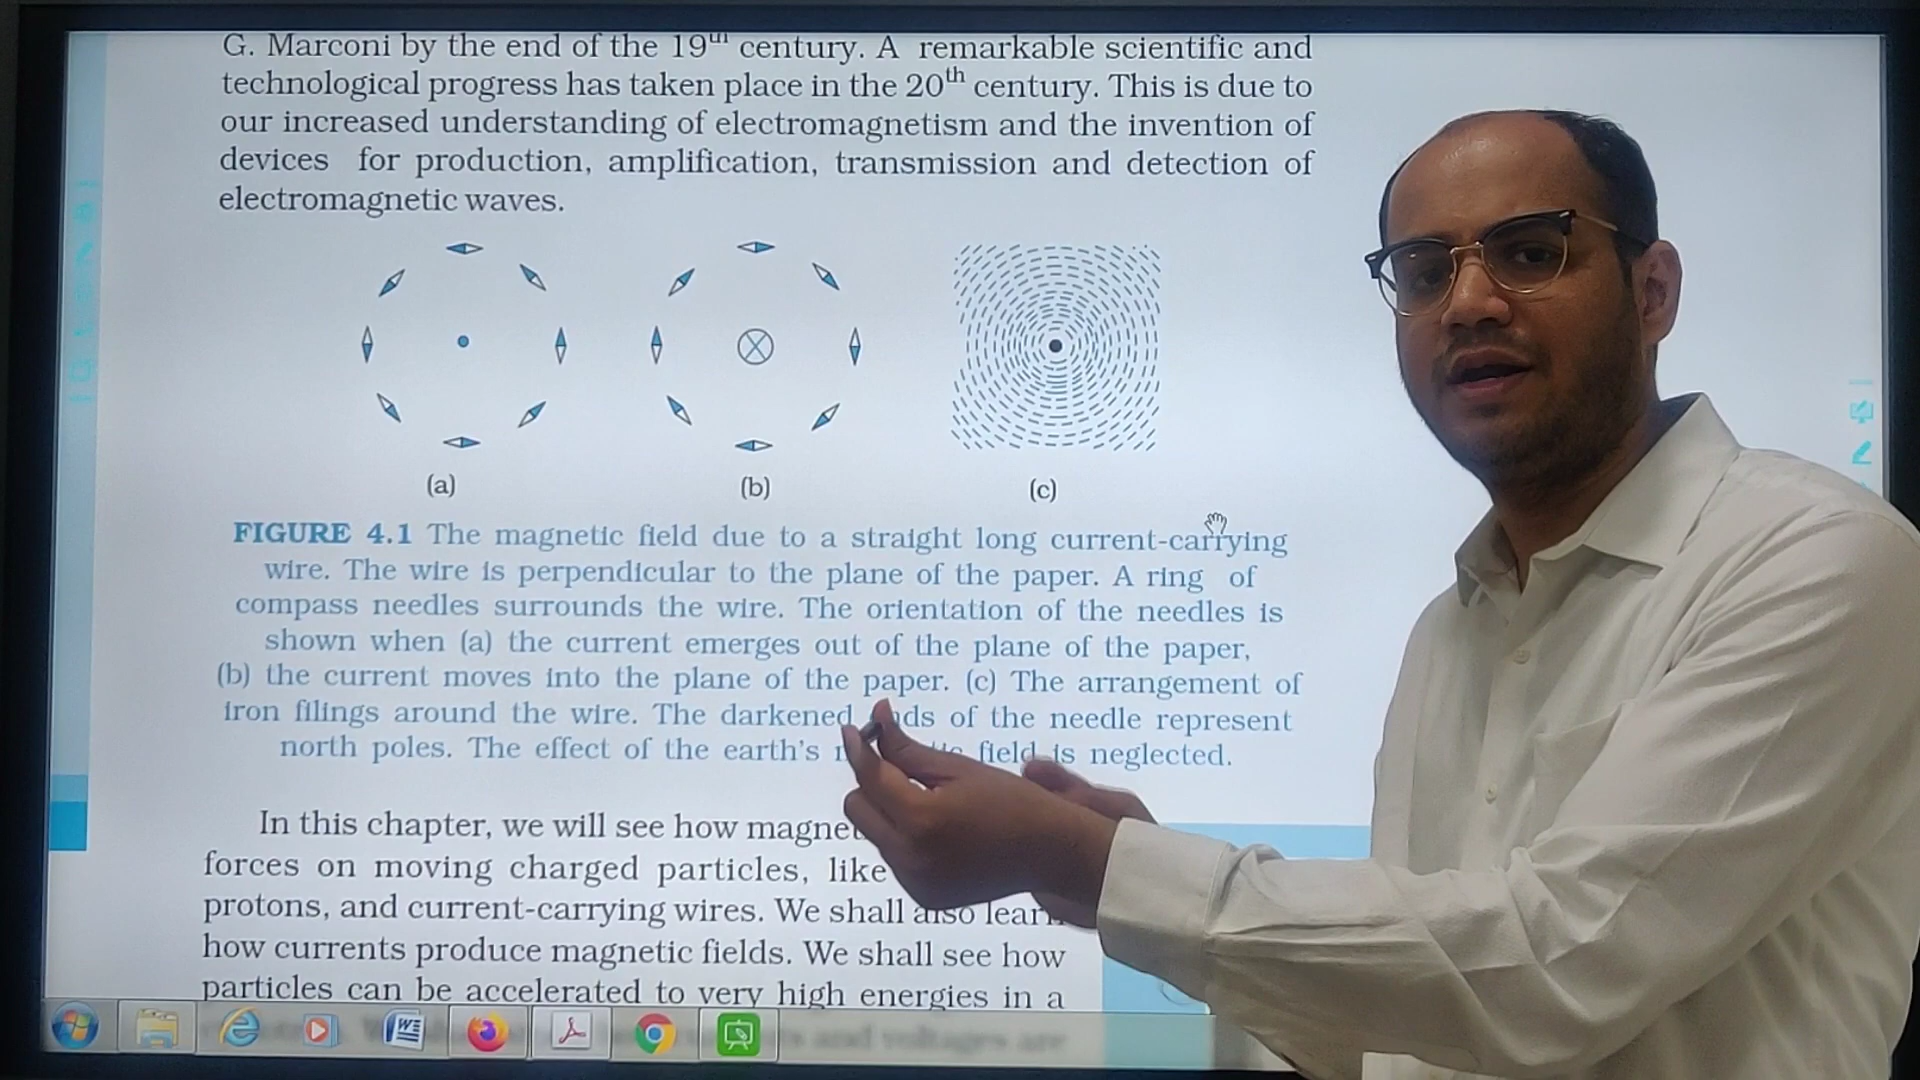 G. Marconi by the end of the 19th century. A remarkable scientific and
technological progress has taken place in the 20th century. This is due to
our increased understanding of electromagnetism and the invention of
devices for production, amplification, transmission and detection of
electromagnetic waves.
(a) (b) (c)
FIGURE 4.1 The magnetic field due to a straight long current-carrying
wire. The wire is perpendicular to the plane of the paper. A ring of
compass needles surrounds the wire. The orientation of the needles is
shown when (a) the current emerges out of the plane of the paper,
(b) the current moves into the plane of the paper. (c) The arrangement of
iron filings around the wire. The darkened of the needle represent
north poles. The effect of the earth's field is neglected.
In this chapter, we will see how
forces on moving charged particles, like
protons, and current-carrying wires. We shall also learn
how currents produce magnetic fields. We shall see how
particles can be accelerated to very high energies in a